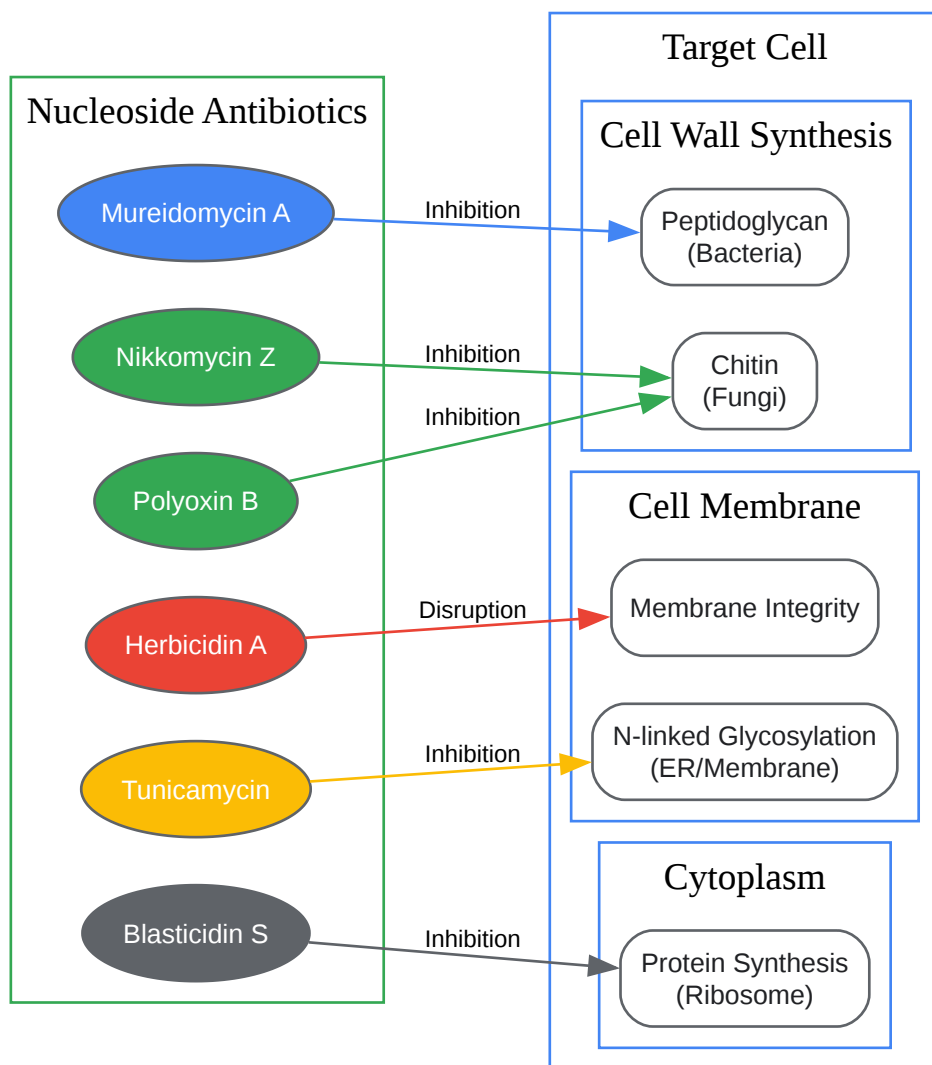 Target Cell
Nucleoside Antibiotics
Cell Wall Synthesis
Mureidomycin A
Inhibition
Peptidoglycan
(Bacteria)
Nikkomycin Z
Inhibition
Chitin
(Fungi)
Inhibition
Polyoxin B
Cell Membrane
Herbicidin A
Disruption
Membrane Integrity
Tunicamycin
Inhibition
N-linked Glycosylation
(ER/Membrane)
Cytoplasm
Blasticidin S
Inhibition
Protein Synthesis
(Ribosome)